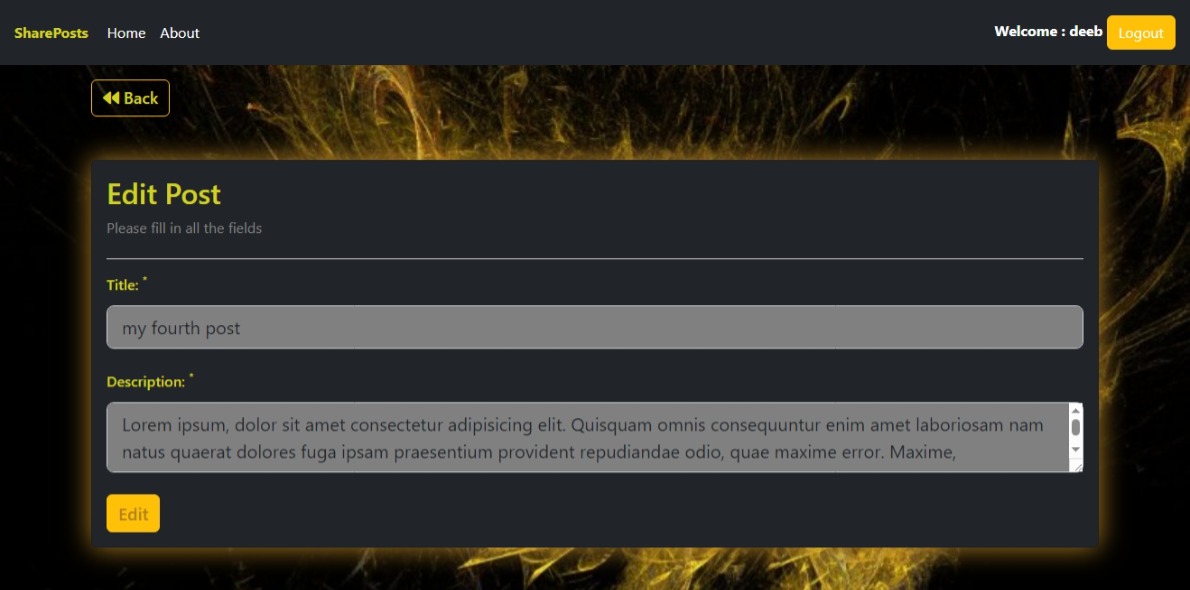 SharePosts Home About Welcome : deeb Logout
Back
Edit Post
Please fill in all the fields
Title: *
my fourth post
Description: *
Lorem ipsum, dolor sit amet consectetur adipisicing elit. Quisquam omnis consequuntur enim amet laboriosam nam
natus quaerat dolores fuga ipsam praesentium provident repudiandae odio, quae maxime error. Maxime,
Edit